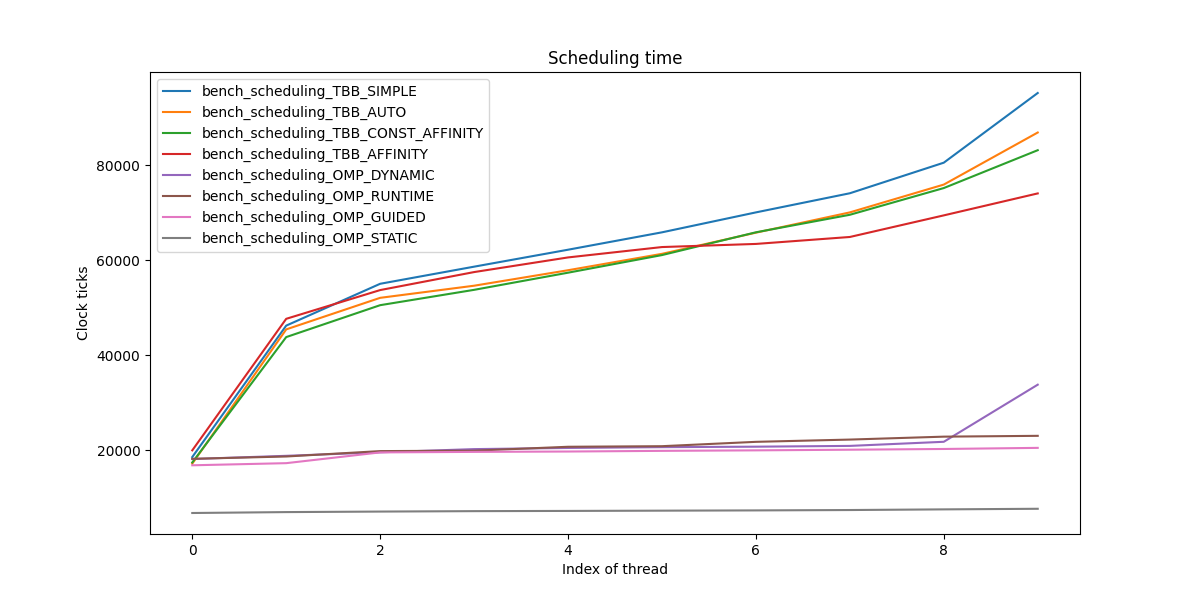 Scheduling time
bench_scheduling_TBB_SIMPLE
bench_scheduling_TBB_AUTO
bench_scheduling_TBB_CONST_AFFINITY
bench_scheduling_TBB_AFFINITY
bench_scheduling_OMP_DYNAMIC
bench_scheduling_OMP_RUNTIME
bench_scheduling_OMP_GUIDED
bench_scheduling_OMP_STATIC
80000
60000
40000
20000
Clock ticks
0 2 4 6 8
Index of thread